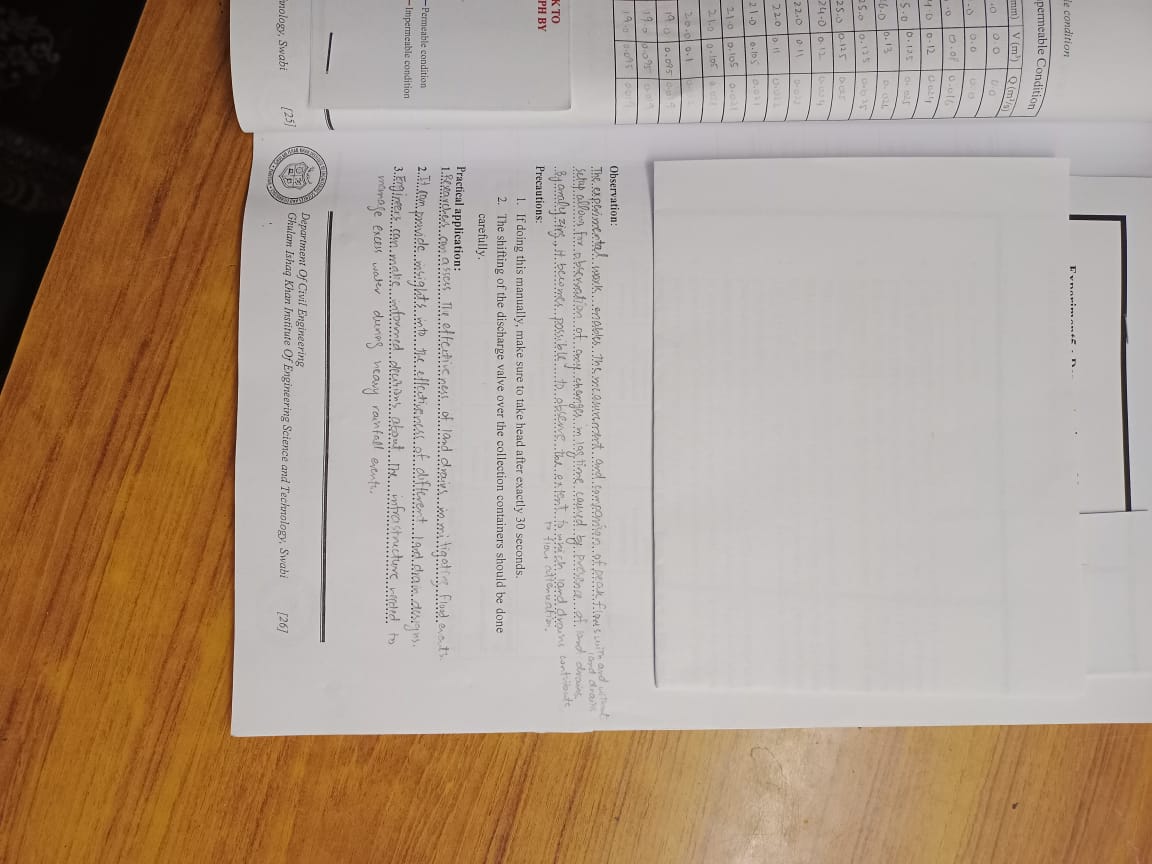 le condition
permeable Condition
mm) V (m³) Q (m³/s)
.0 0.0 0.0
.0 0.0 0.0
.0 0.08 0.016
4.0 0.12 0.024
5.0 0.125 0.025
6.0 0.13 0.026
25.0 0.125 0.025
25.0 0.125 0.025
24.0 0.12 0.024
22.0 0.11 0.022
22.0 0.11 0.022
21.0 0.105 0.021
21.0 0.105 0.021
21.0 0.105 0.021
20.0 0.1
19.0 0.095 0.019
19.0 0.095 0.019
19.0 0.095 0.019
K TO
PH BY
Permeable condition
Impermeable condition
nology, Swabi [25]
Observation:
The experimental work enables the measurement and comparison of peak flows with and without
land drains
setup allows for observation of any changes in lag time caused by presence of land drains
By analyzing, it becomes possible to observe the extent to which land drains contribute
to flow attenuation.
Precautions:
1. If doing this manually, make sure to take head after exactly 30 seconds.
2. The shifting of the discharge valve over the collection containers should be done
carefully.
Practical application:
1. Researchers can assess the effectiveness of land drains in mitigating flood events
2. It can provide insights into the effectiveness of different land drain designs.
3. Engineers can make informed decisions about the infrastructure needed to
manage excess water during heavy rainfall events.
Department Of Civil Engineering
Ghulam Ishaq Khan Institute Of Engineering Science and Technology, Swabi [26]